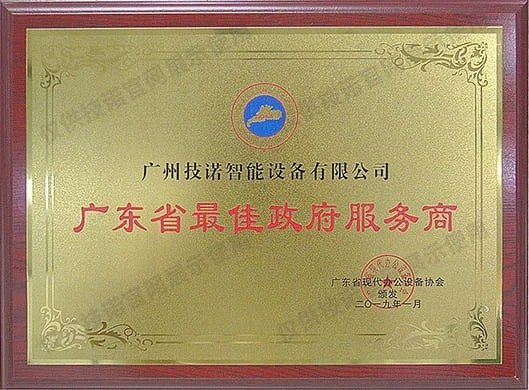 广州技诺智能设备有限公司
广东省最佳政府服务商
广东省现代办公设备协会
颁发
二〇一九年一月